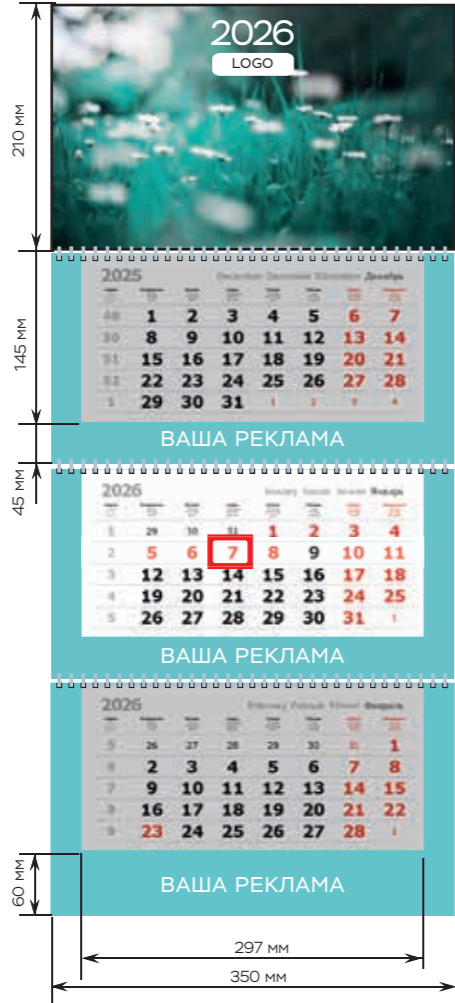 2026
LOGO
210 мм
2025
Декабрь
1 2 3 4 5 6 7
50 8 9 10 11 12 13 14
51 15 16 17 18 19 20 21
52 22 23 24 25 26 27 28
1 29 30 31 1 2 3 4
145 мм
ВАША РЕКЛАМА
45 мм
2026
Январь
1 29 30 31 1 2 3 4
2 5 6 7 8 9 10 11
3 12 13 14 15 16 17 18
4 19 20 21 22 23 24 25
5 26 27 28 29 30 31 1
ВАША РЕКЛАМА
2026
Февраль
5 26 27 28 29 30 31 1
6 2 3 4 5 6 7 8
7 9 10 11 12 13 14 15
8 16 17 18 19 20 21 22
9 23 24 25 26 27 28 1
ВАША РЕКЛАМА
60 мм
297 мм
350 мм